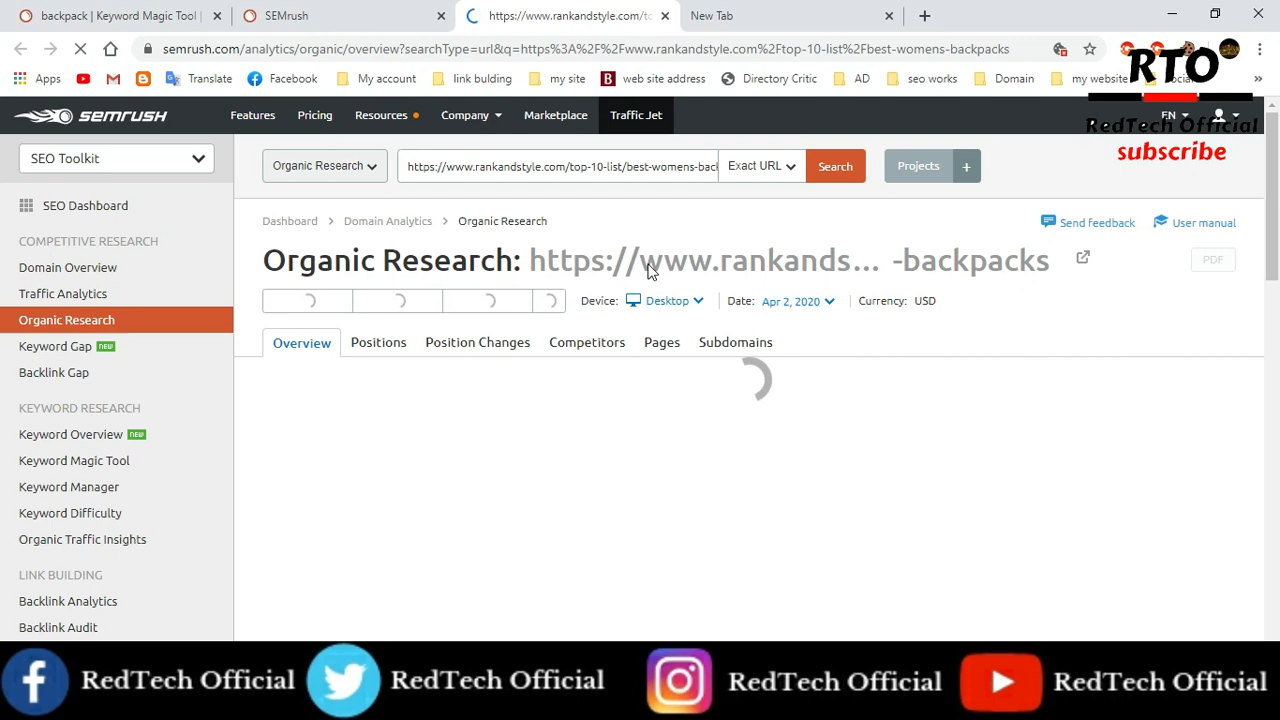 backpack | Keyword Magic Tool |
SEMrush
https://www.rankandstyle.com/to
New Tab
semrush.com/analytics/organic/overview?searchType=url&q=https%3A%2F%2Fwww.rankandstyle.com%2Ftop-10-list%2Fbest-womens-backpacks
Apps
Translate
Facebook
My account
link bulding
my site
web site address
Directory Critic
AD
seo works
Domain
my website
Social
RTO
RedTech Official
subscribe
SEMRUSH
Features
Pricing
Resources
Company
Marketplace
Traffic Jet
EN
SEO Toolkit
Organic Research
https://www.rankandstyle.com/top-10-list/best-womens-back
Exact URL
Search
Projects
+
SEO Dashboard
COMPETITIVE RESEARCH
Domain Overview
Traffic Analytics
Organic Research
Keyword Gap NEW
Backlink Gap
KEYWORD RESEARCH
Keyword Overview NEW
Keyword Magic Tool
Keyword Manager
Keyword Difficulty
Organic Traffic Insights
LINK BUILDING
Backlink Analytics
Backlink Audit
Dashboard > Domain Analytics > Organic Research
Send feedback
User manual
Organic Research: https://www.rankands... -backpacks
PDF
Device: Desktop
Date: Apr 2, 2020
Currency: USD
Overview
Positions
Position Changes
Competitors
Pages
Subdomains
RedTech Official
RedTech Official
RedTech Official
RedTech Official